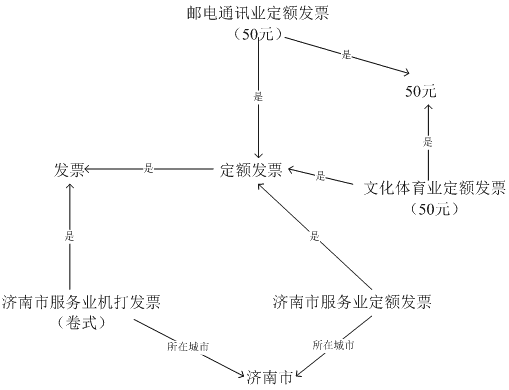 邮电通讯业定额发票
（50元）
是
50元
是
是
发票
是
定额发票
是
文化体育业定额发票
（50元）
是
是
济南市服务业机打发票
（卷式）
济南市服务业定额发票
所在城市
所在城市
济南市